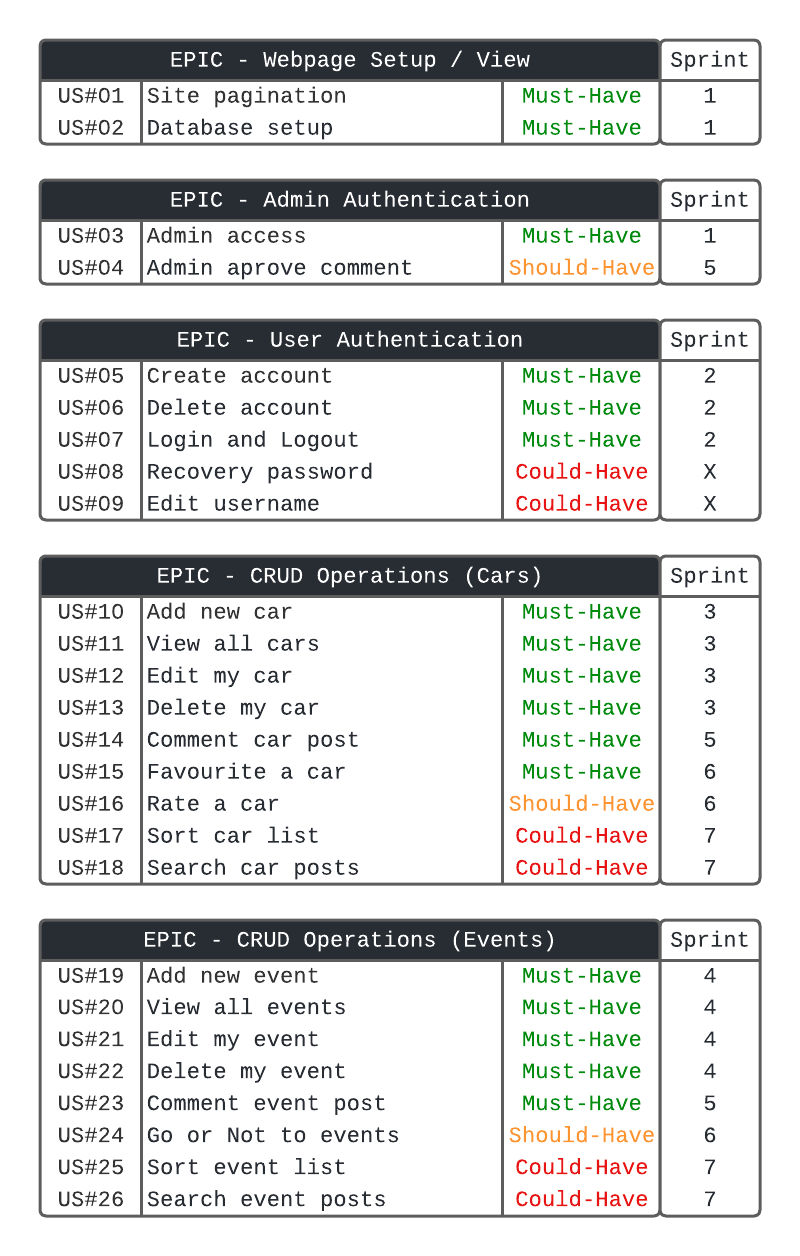 EPIC - Webpage Setup / View Sprint
US#01 Site pagination Must-Have 1
US#02 Database setup Must-Have 1
EPIC - Admin Authentication Sprint
US#03 Admin access Must-Have 1
US#04 Admin aprove comment Should-Have 5
EPIC - User Authentication Sprint
US#05 Create account Must-Have 2
US#06 Delete account Must-Have 2
US#07 Login and Logout Must-Have 2
US#08 Recovery password Could-Have X
US#09 Edit username Could-Have X
EPIC - CRUD Operations (Cars) Sprint
US#10 Add new car Must-Have 3
US#11 View all cars Must-Have 3
US#12 Edit my car Must-Have 3
US#13 Delete my car Must-Have 3
US#14 Comment car post Must-Have 5
US#15 Favourite a car Must-Have 6
US#16 Rate a car Should-Have 6
US#17 Sort car list Could-Have 7
US#18 Search car posts Could-Have 7
EPIC - CRUD Operations (Events) Sprint
US#19 Add new event Must-Have 4
US#20 View all events Must-Have 4
US#21 Edit my event Must-Have 4
US#22 Delete my event Must-Have 4
US#23 Comment event post Must-Have 5
US#24 Go or Not to events Should-Have 6
US#25 Sort event list Could-Have 7
US#26 Search event posts Could-Have 7